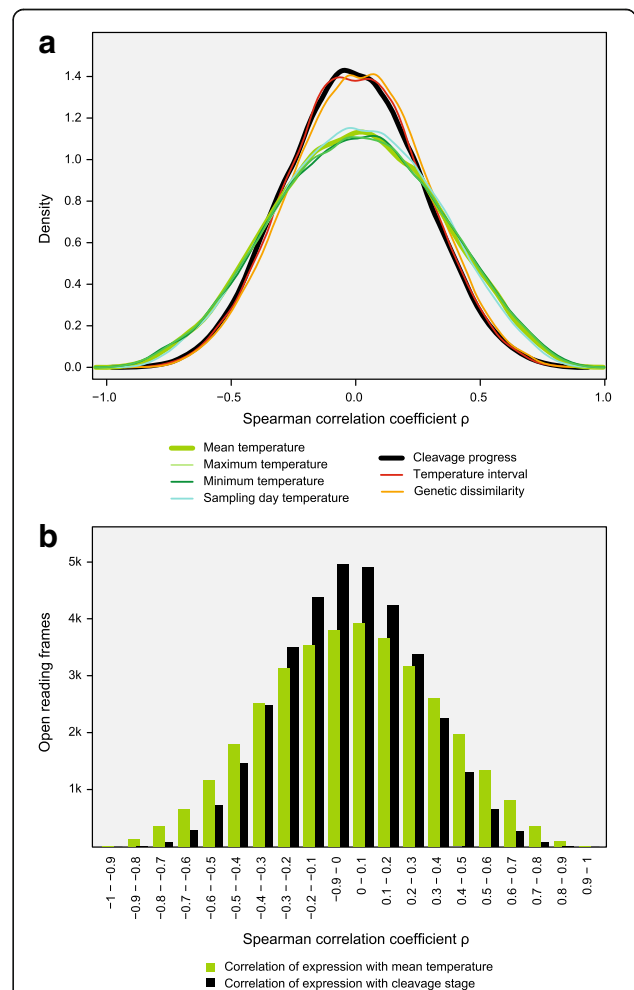 a
1.4
1.2
1.0
0.8
0.6
0.4
0.2
0.0
Density
−1.0 −0.5 0.0 0.5 1.0
Spearman correlation coefficient ρ
Mean temperature
Maximum temperature
Minimum temperature
Sampling day temperature
Cleavage progress
Temperature interval
Genetic dissimilarity
b
5k
4k
3k
2k
1k
Open reading frames
−1 – −0.9
−0.9 – −0.8
−0.8 – −0.7
−0.7 – −0.6
−0.6 – −0.5
−0.5 – −0.4
−0.4 – −0.3
−0.3 – −0.2
−0.2 – −0.1
−0.9 – 0
0 – 0.1
0.1 – 0.2
0.2 – 0.3
0.3 – 0.4
0.4 – 0.5
0.5 – 0.6
0.6 – 0.7
0.7 – 0.8
0.8 – 0.9
0.9 – 1
Spearman correlation coefficient ρ
Correlation of expression with mean temperature
Correlation of expression with cleavage stage